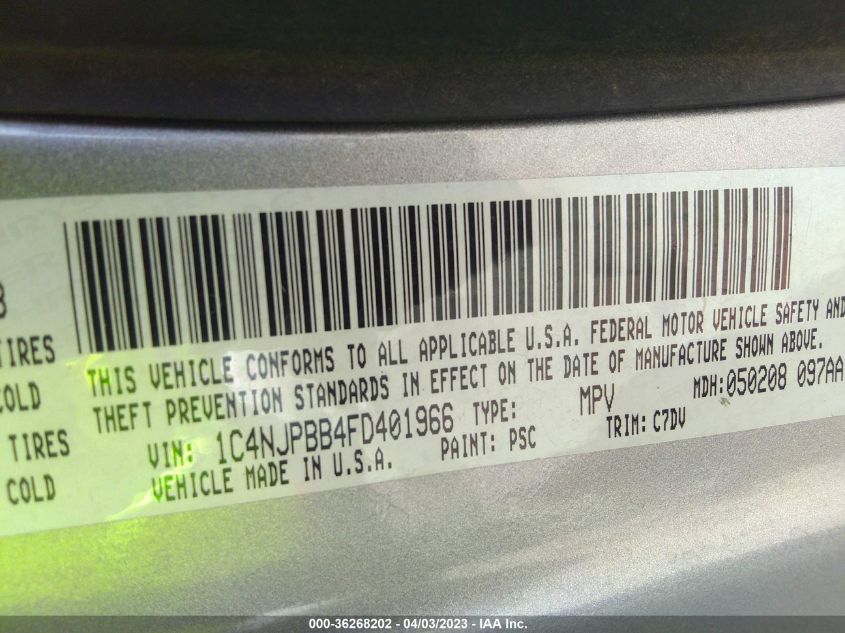 8
TIRES
COLD
TIRES
COLD
THIS VEHICLE CONFORMS TO ALL APPLICABLE U.S.A. FEDERAL MOTOR VEHICLE SAFETY AND
THEFT PREVENTION STANDARDS IN EFFECT ON THE DATE OF MANUFACTURE SHOWN ABOVE.
VIN: 1C4NJPBB4FD401966 TYPE: MPV MDH:050208 097AA
VEHICLE MADE IN U.S.A. PAINT: PSC TRIM: C7DV
000-36268202 - 04/03/2023 - IAA Inc.